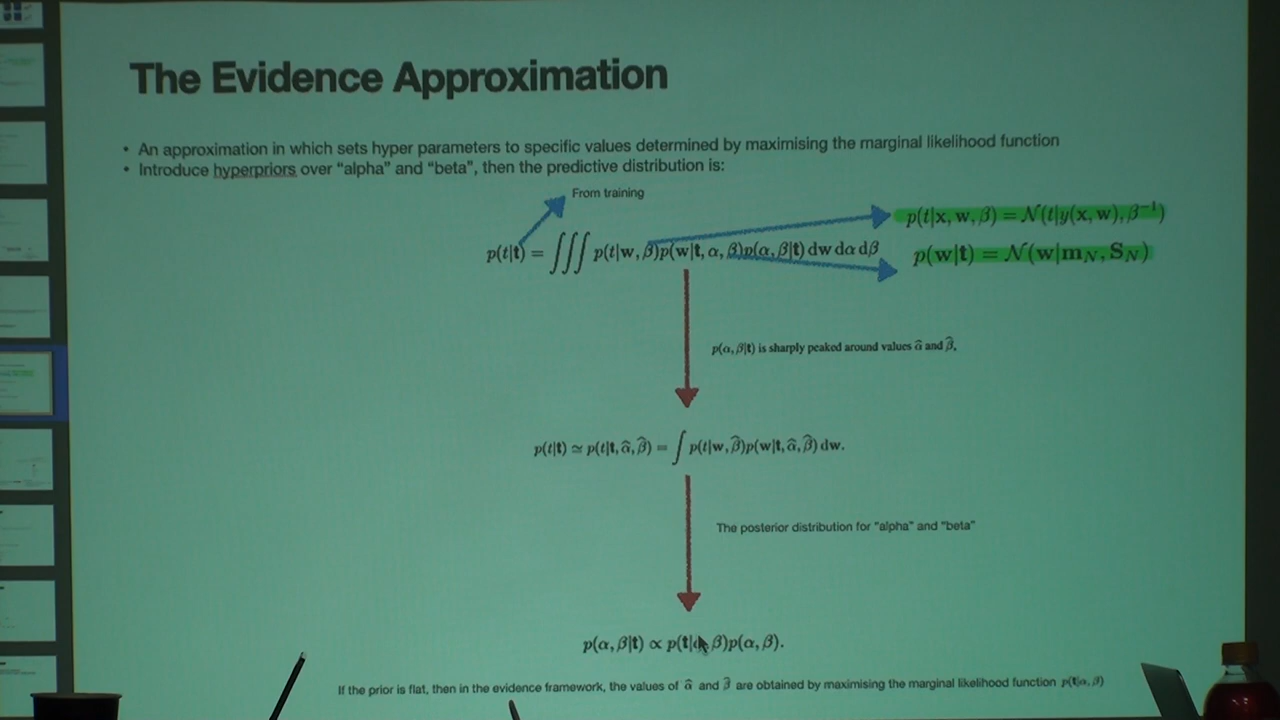 The Evidence Approximation
• An approximation in which sets hyper parameters to specific values determined by maximising the marginal likelihood function
• Introduce hyperpriors over “alpha” and “beta”, then the predictive distribution is:
From training
p(t|x, w, β) = 𝒩(t|y(x, w), β⁻¹)
p(t|𝐭) = ∭ p(t|w, β)p(w|𝐭, α, β)p(α, β|𝐭) dw dα dβ
p(w|𝐭) = 𝒩(w|m_N, S_N)
p(α, β|𝐭) is sharply peaked around values α̂ and β̂,
p(t|𝐭) ≃ p(t|𝐭, α̂, β̂) = ∫ p(t|w, β̂)p(w|𝐭, α̂, β̂) dw.
The posterior distribution for “alpha” and “beta”
p(α, β|𝐭) ∝ p(𝐭|α, β)p(α, β).
If the prior is flat, then in the evidence framework, the values of α̂ and β̂ are obtained by maximising the marginal likelihood function p(𝐭|α, β)